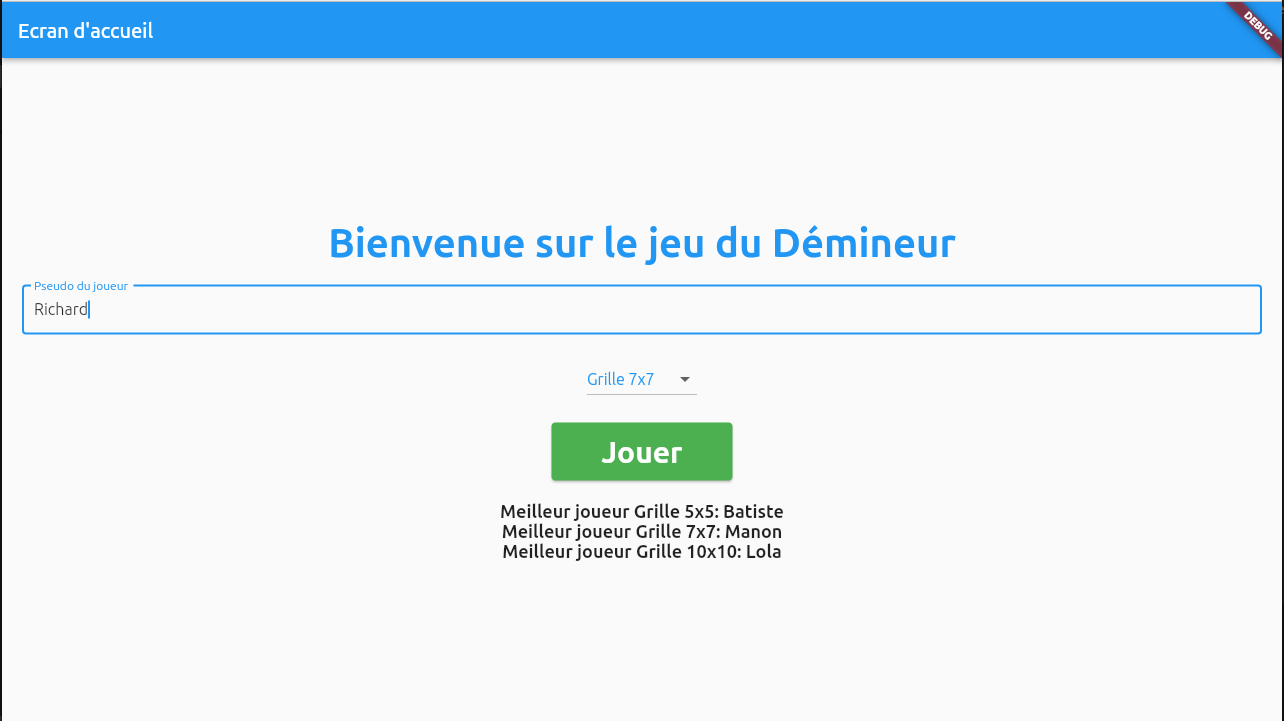 Ecran d'accueil
DEBUG
Bienvenue sur le jeu du Démineur
Pseudo du joueur
Richard
Grille 7x7
Jouer
Meilleur joueur Grille 5x5: Batiste
Meilleur joueur Grille 7x7: Manon
Meilleur joueur Grille 10x10: Lola